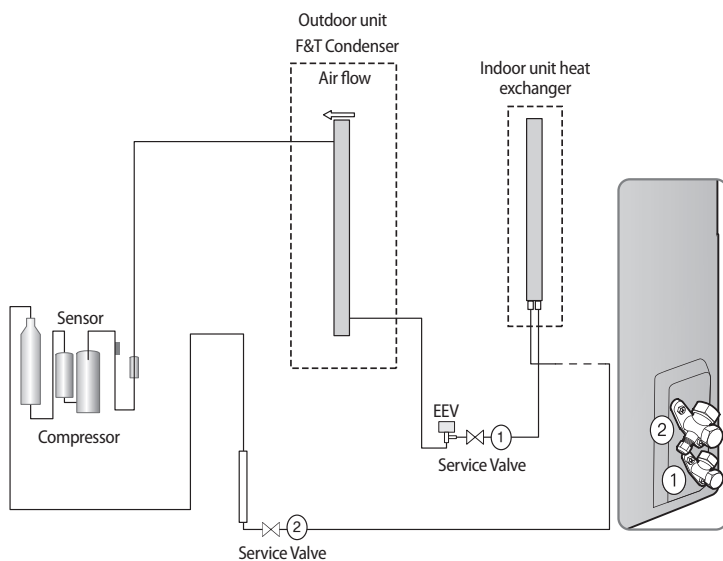 Outdoor unit
F&T Condenser
Air flow
Indoor unit heat
exchanger
Sensor
Compressor
EEV
1
Service Valve
2
Service Valve
2
1